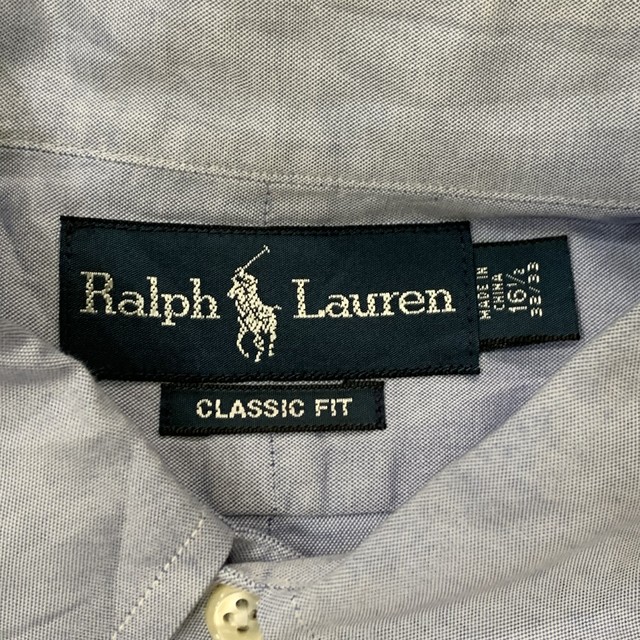 Ralph Lauren
CLASSIC FIT
MADE IN
CHINA
16½
32/33